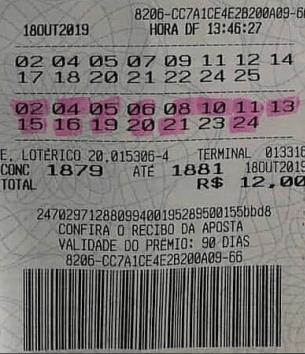 8206-CC7A1CE4E2B200A09-66
18OUT2019 HORA DF 13:46:27
02 04 05 07 09 11 12 14
17 18 20 21 22 24 25
02 04 05 06 08 10 11 13
15 16 19 20 21 23 24
E. LOTÉRICO 20.015306-4 TERMINAL 013316
CONC 1879 ATÉ 1881 18OUT2019
TOTAL R$ 12,00
24702971288099400195289500155bbd8
CONFIRA O RECIBO DA APOSTA
VALIDADE DO PRÊMIO: 90 DIAS
8206-CC7A1CE4E2B200A09-66